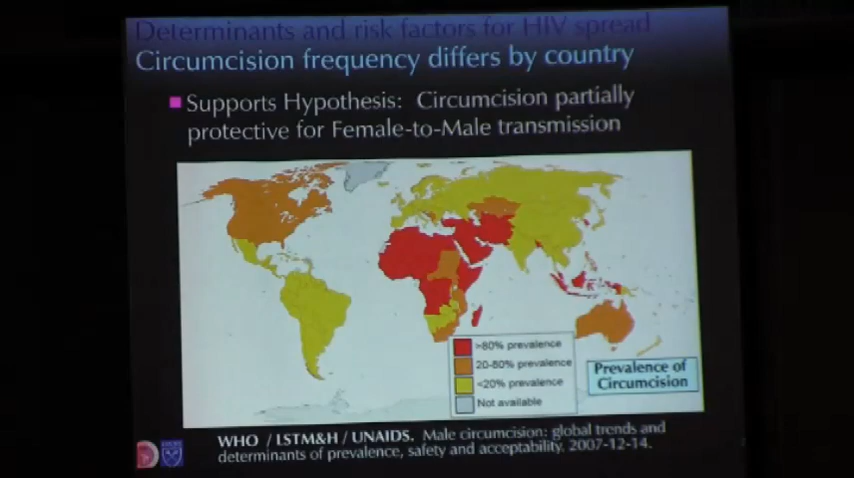 Determinants and risk factors for HIV spread
Circumcision frequency differs by country
Supports Hypothesis: Circumcision partially
protective for Female-to-Male transmission
>80% prevalence
20-80% prevalence
<20% prevalence
Not available
Prevalence of
Circumcision
WHO / LSTM&H / UNAIDS. Male circumcision: global trends and
determinants of prevalence, safety and acceptability. 2007-12-14.